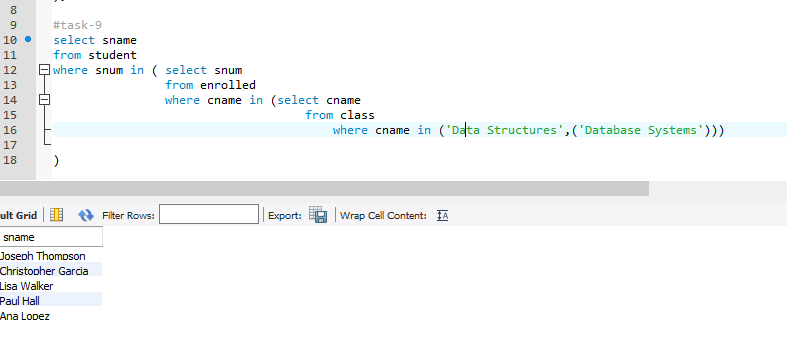 8
9 #task-9
10 select sname
11 from student
12 where snum in ( select snum
13 from enrolled
14 where cname in (select cname
15 from class
16 where cname in ('Data Structures',('Database Systems')))
17
18 )
ult Grid Filter Rows: Export: Wrap Cell Content:
sname
Joseph Thompson
Christopher Garcia
Lisa Walker
Paul Hall
Ana Lopez